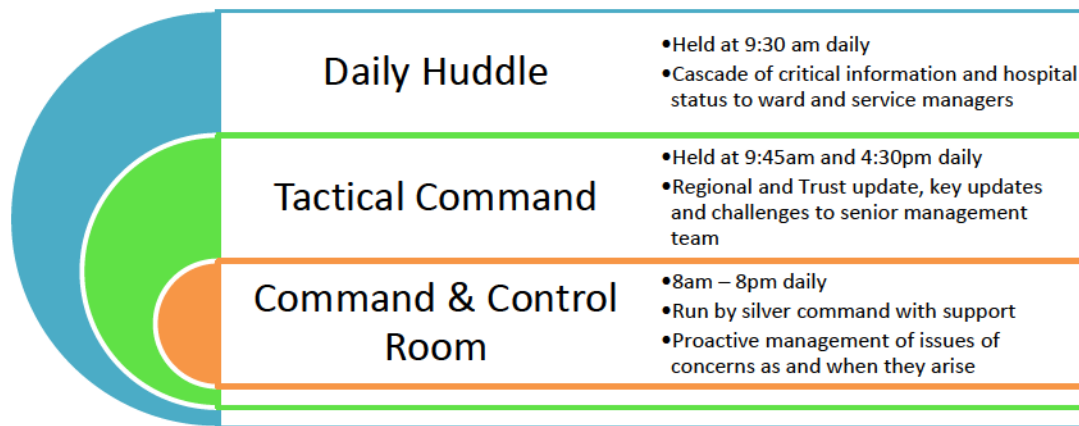 Daily Huddle
•Held at 9:30 am daily
•Cascade of critical information and hospital
status to ward and service managers
Tactical Command
•Held at 9:45am and 4:30pm daily
•Regional and Trust update, key updates
and challenges to senior management
team
Command & Control
Room
•8am – 8pm daily
•Run by silver command with support
•Proactive management of issues of
concerns as and when they arise